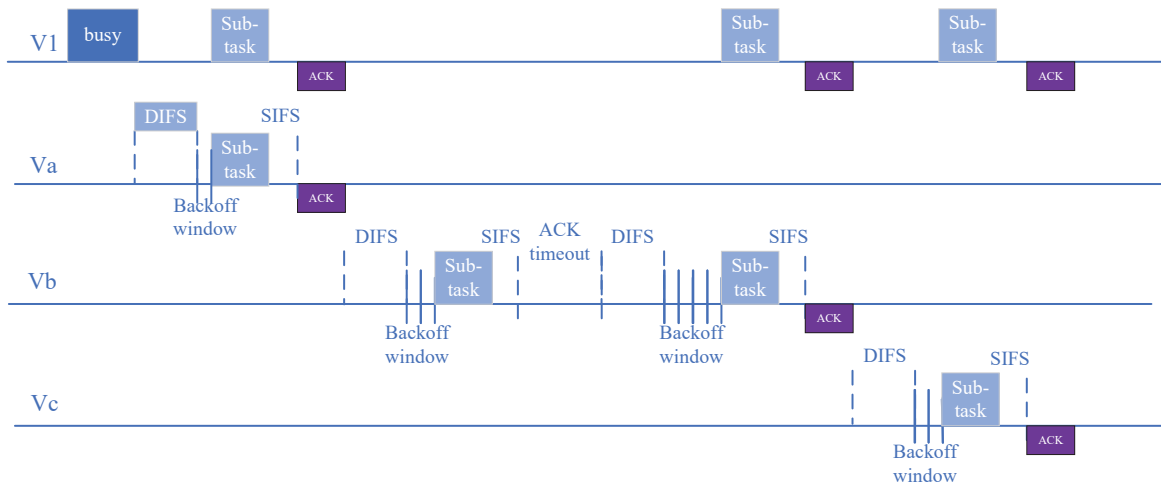 V1
busy
Sub-
task
ACK
Sub-
task
ACK
Sub-
task
ACK
Va
DIFS
Backoff
window
Sub-
task
SIFS
ACK
Vb
DIFS
Backoff
window
Sub-
task
SIFS
ACK
timeout
DIFS
Backoff
window
Sub-
task
SIFS
ACK
Vc
DIFS
Backoff
window
Sub-
task
SIFS
ACK